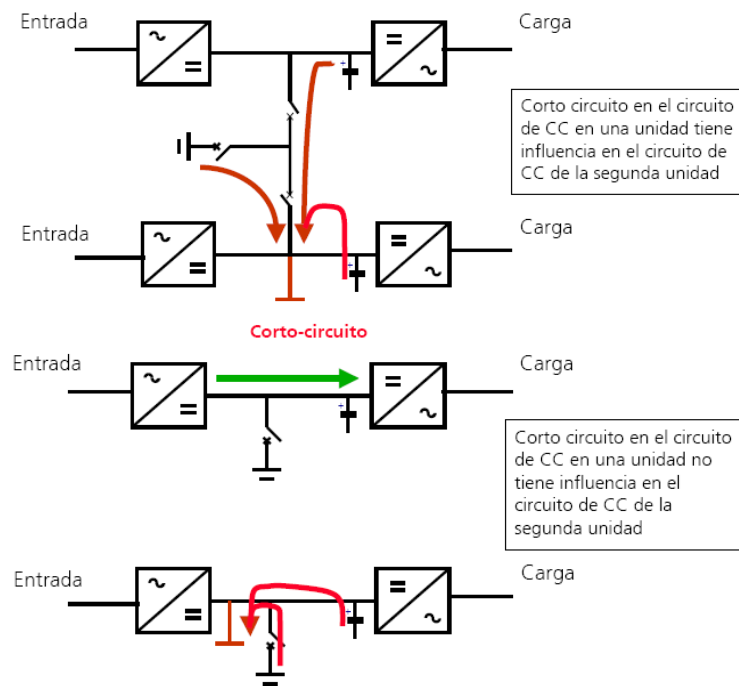 Entrada
Carga
Corto circuito en el circuito
de CC en una unidad tiene
influencia en el circuito de
CC de la segunda unidad
Entrada
Carga
Corto-circuito
Entrada
Carga
Corto circuito en el circuito
de CC en una unidad no
tiene influencia en el
circuito de CC de la
segunda unidad
Entrada
Carga